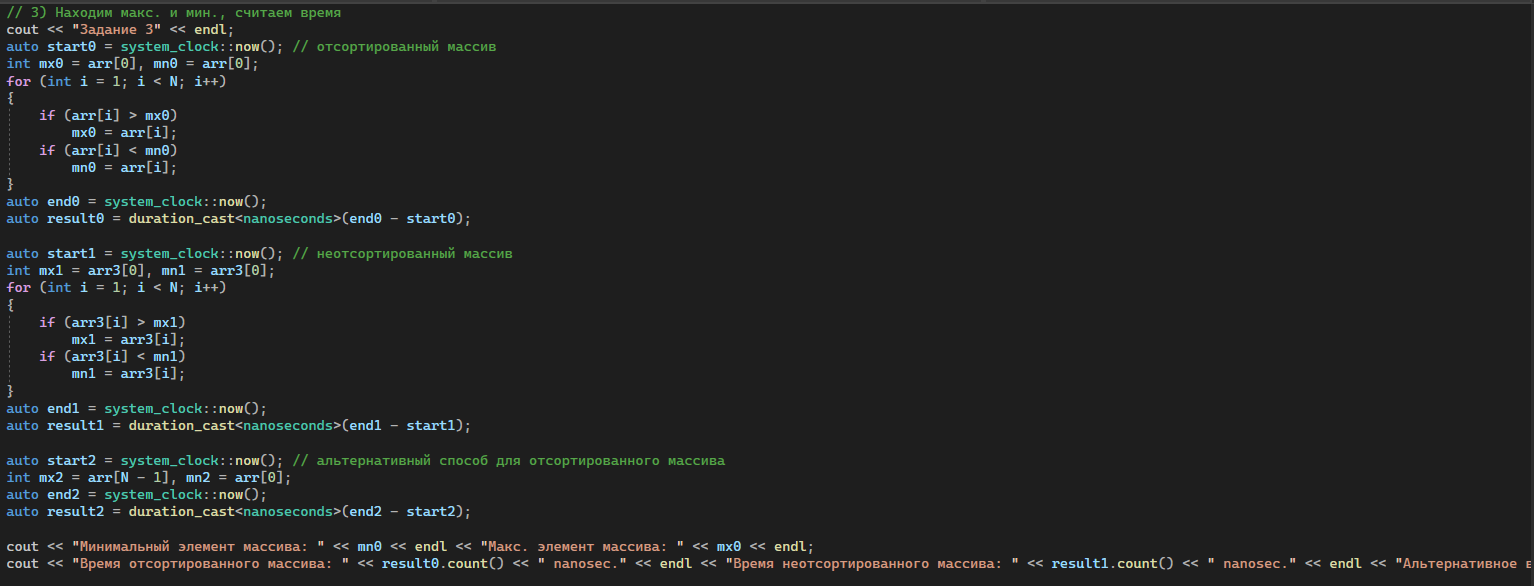 // 3) Находим макс. и мин., считаем время
cout << "Задание 3" << endl;
auto start0 = system_clock::now(); // отсортированный массив
int mx0 = arr[0], mn0 = arr[0];
for (int i = 1; i < N; i++)
{
    if (arr[i] > mx0)
        mx0 = arr[i];
    if (arr[i] < mn0)
        mn0 = arr[i];
}
auto end0 = system_clock::now();
auto result0 = duration_cast<nanoseconds>(end0 - start0);

auto start1 = system_clock::now(); // неотсортированный массив
int mx1 = arr3[0], mn1 = arr3[0];
for (int i = 1; i < N; i++)
{
    if (arr3[i] > mx1)
        mx1 = arr3[i];
    if (arr3[i] < mn1)
        mn1 = arr3[i];
}
auto end1 = system_clock::now();
auto result1 = duration_cast<nanoseconds>(end1 - start1);

auto start2 = system_clock::now(); // альтернативный способ для отсортированного массива
int mx2 = arr[N - 1], mn2 = arr[0];
auto end2 = system_clock::now();
auto result2 = duration_cast<nanoseconds>(end2 - start2);

cout << "Минимальный элемент массива: " << mn0 << endl << "Макс. элемент массива: " << mx0 << endl;
cout << "Время отсортированного массива: " << result0.count() << " nanosec." << endl << "Время неотсортированного массива: " << result1.count() << " nanosec." << endl << "Альтернативное